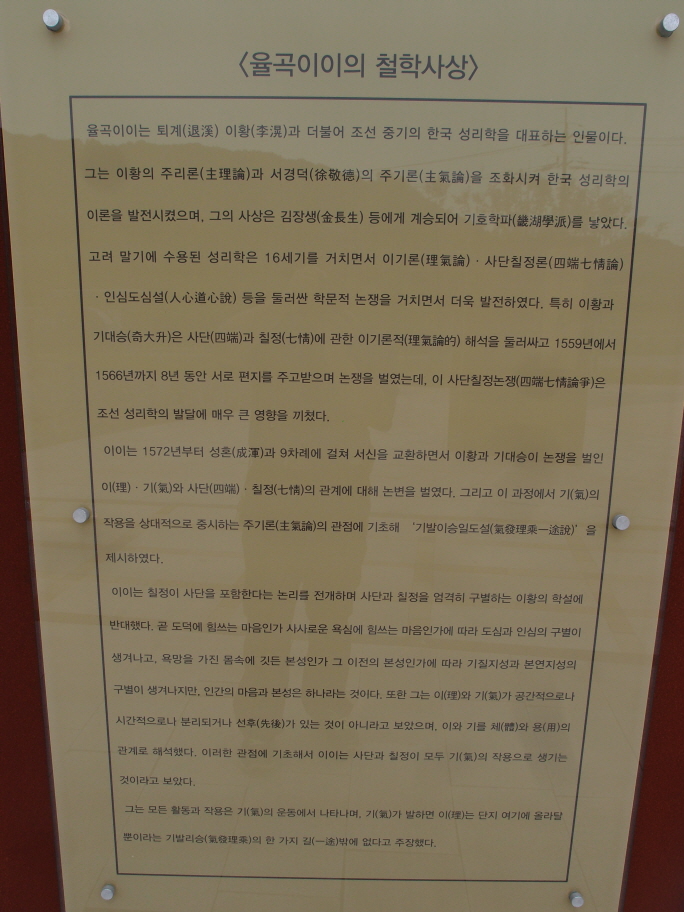 〈율곡이이의 철학사상〉
율곡이이는 퇴계(退溪) 이황(李滉)과 더불어 조선 중기의 한국 성리학을 대표하는 인물이다.
그는 이황의 주리론(主理論)과 서경덕(徐敬德)의 주기론(主氣論)을 조화시켜 한국 성리학의
이론을 발전시켰으며, 그의 사상은 김장생(金長生) 등에게 계승되어 기호학파(畿湖學派)를 낳았다.
고려 말기에 수용된 성리학은 16세기를 거치면서 이기론(理氣論)·사단칠정론(四端七情論)
·인심도심설(人心道心說) 등을 둘러싼 학문적 논쟁을 거치면서 더욱 발전하였다. 특히 이황과
기대승(奇大升)은 사단(四端)과 칠정(七情)에 관한 이기론적(理氣論的) 해석을 둘러싸고 1559년에서
1566년까지 8년 동안 서로 편지를 주고받으며 논쟁을 벌였는데, 이 사단칠정논쟁(四端七情論爭)은
조선 성리학의 발달에 매우 큰 영향을 끼쳤다.
이이는 1572년부터 성혼(成渾)과 9차례에 걸쳐 서신을 교환하면서 이황과 기대승이 논쟁을 벌인
이(理)·기(氣)와 사단(四端)·칠정(七情)의 관계에 대해 논변을 벌였다. 그리고 이 과정에서 기(氣)의
작용을 상대적으로 중시하는 주기론(主氣論)의 관점에 기초해 ‘기발이승일도설(氣發理乘一途說)’을
제시하였다.
이이는 칠정이 사단을 포함한다는 논리를 전개하며 사단과 칠정을 엄격히 구별하는 이황의 학설에
반대했다. 곧 도덕에 힘쓰는 마음인가 사사로운 욕심에 힘쓰는 마음인가에 따라 도심과 인심의 구별이
생겨나고, 욕망을 가진 몸속에 깃든 본성인가 그 이전의 본성인가에 따라 기질지성과 본연지성의
구별이 생겨나지만, 인간의 마음과 본성은 하나라는 것이다. 또한 그는 이(理)와 기(氣)가 공간적으로나
시간적으로나 분리되거나 선후(先後)가 있는 것이 아니라고 보았으며, 이와 기를 체(體)와 용(用)의
관계로 해석했다. 이러한 관점에 기초해서 이이는 사단과 칠정이 모두 기(氣)의 작용으로 생기는
것이라고 보았다.
그는 모든 활동과 작용은 기(氣)의 운동에서 나타나며, 기(氣)가 발하면 이(理)는 단지 여기에 올라탈
뿐이라는 기발리승(氣發理乘)의 한 가지 길(一途)밖에 없다고 주장했다.